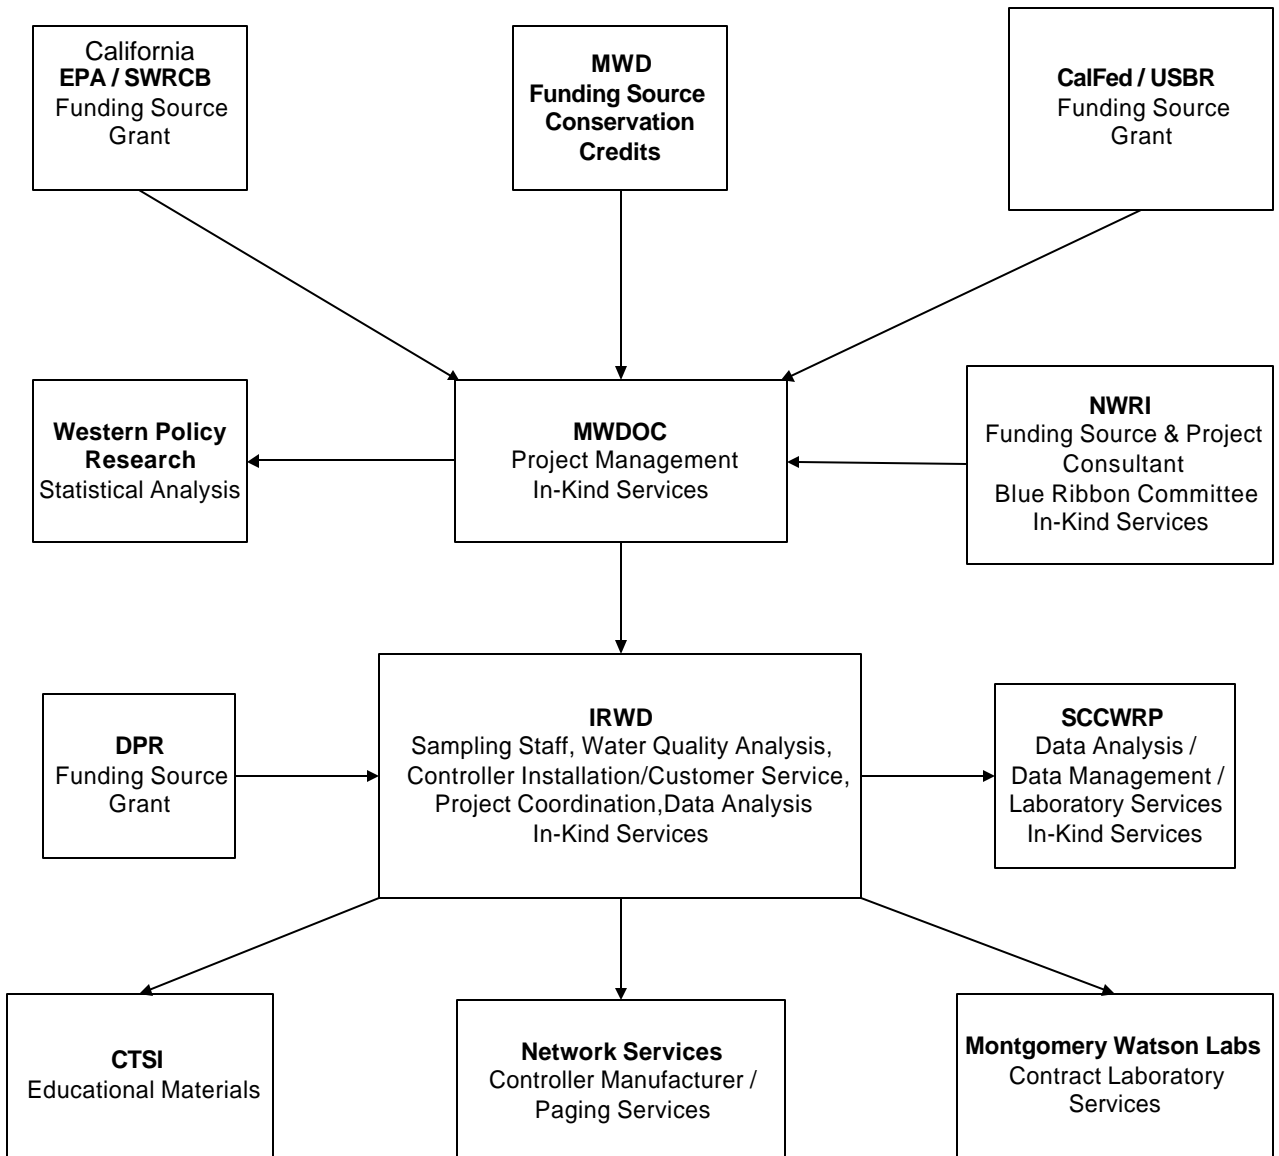 California
EPA / SWRCB
Funding Source
Grant
MWD
Funding Source
Conservation
Credits
CalFed / USBR
Funding Source
Grant
Western Policy
Research
Statistical Analysis
MWDOC
Project Management
In-Kind Services
NWRI
Funding Source & Project
Consultant
Blue Ribbon Committee
In-Kind Services
DPR
Funding Source
Grant
IRWD
Sampling Staff, Water Quality Analysis,
Controller Installation/Customer Service,
Project Coordination,Data Analysis
In-Kind Services
SCCWRP
Data Analysis /
Data Management /
Laboratory Services
In-Kind Services
CTSI
Educational Materials
Network Services
Controller Manufacturer /
Paging Services
Montgomery Watson Labs
Contract Laboratory
Services